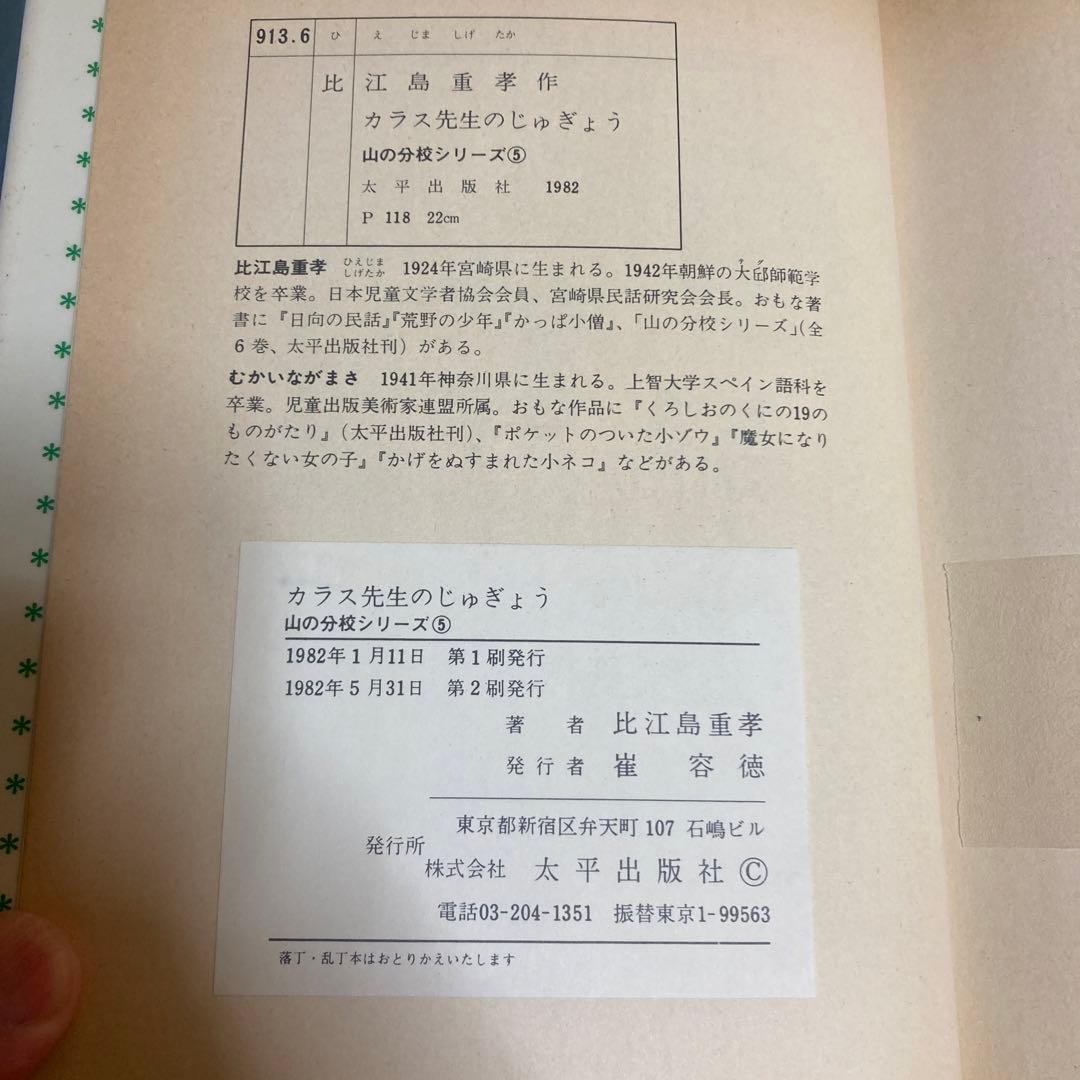 913.6 ひ え じま しげ たか
比 江 島 重 孝 作
カラス先生のじゅぎょう
山の分校シリーズ⑤
太 平 出 版 社 1982
P 118 22cm
比江島重孝 ひえじま しげたか 1924年宮崎県に生まれる。1942年朝鮮の大邱師範学
校を卒業。日本児童文学者協会会員、宮崎県民話研究会会長。おもな著
書に『日向の民話』『荒野の少年』『かっぱ小僧』、「山の分校シリーズ」(全
6巻、太平出版社刊)がある。
むかいながまさ 1941年神奈川県に生まれる。上智大学スペイン語科を
卒業。児童出版美術家連盟所属。おもな作品に『くろしおのくにの19の
ものがたり』(太平出版社刊)、『ポケットのついた小ゾウ』『魔女になり
たくない女の子』『かげをぬすまれた小ネコ』などがある。
カラス先生のじゅぎょう
山の分校シリーズ⑤
1982年1月11日 第1刷発行
1982年5月31日 第2刷発行
著 者 比江島重孝
発行者 崔 容 徳
東京都新宿区弁天町107 石嶋ビル
発行所 株式会社 太 平 出 版 社 Ⓒ
電話03-204-1351 振替東京1-99563
落丁・乱丁本はおとりかえいたします